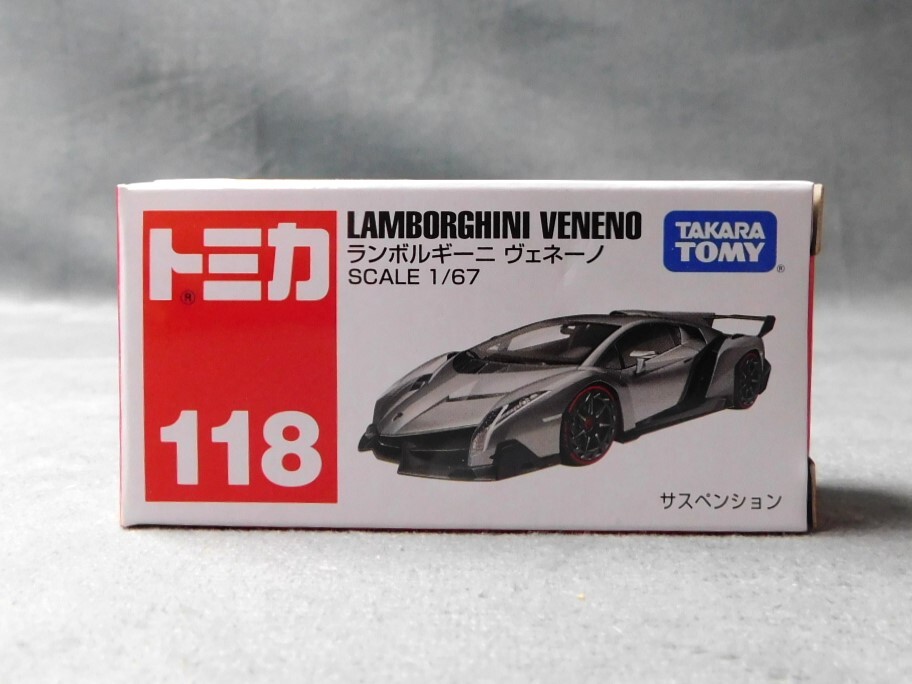 トミカ
®
118
LAMBORGHINI VENENO
ランボルギーニ ヴェネーノ
SCALE 1/67
TAKARA
TOMY
®
サスペンション